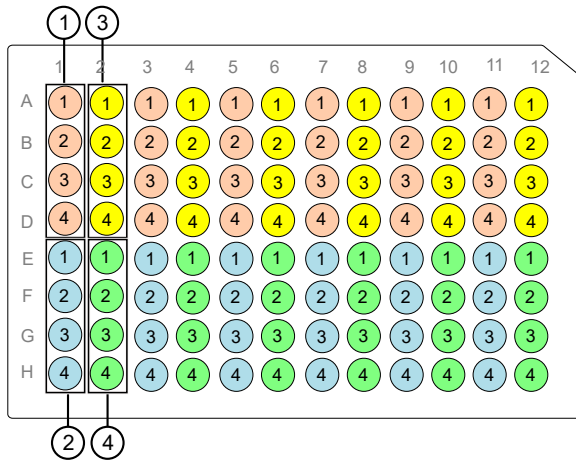 1 3
1 2 3 4 5 6 7 8 9 10 11 12
A 1 1 1 1 1 1 1 1 1 1 1 1
B 2 2 2 2 2 2 2 2 2 2 2 2
C 3 3 3 3 3 3 3 3 3 3 3 3
D 4 4 4 4 4 4 4 4 4 4 4 4
E 1 1 1 1 1 1 1 1 1 1 1 1
F 2 2 2 2 2 2 2 2 2 2 2 2
G 3 3 3 3 3 3 3 3 3 3 3 3
H 4 4 4 4 4 4 4 4 4 4 4 4
2 4